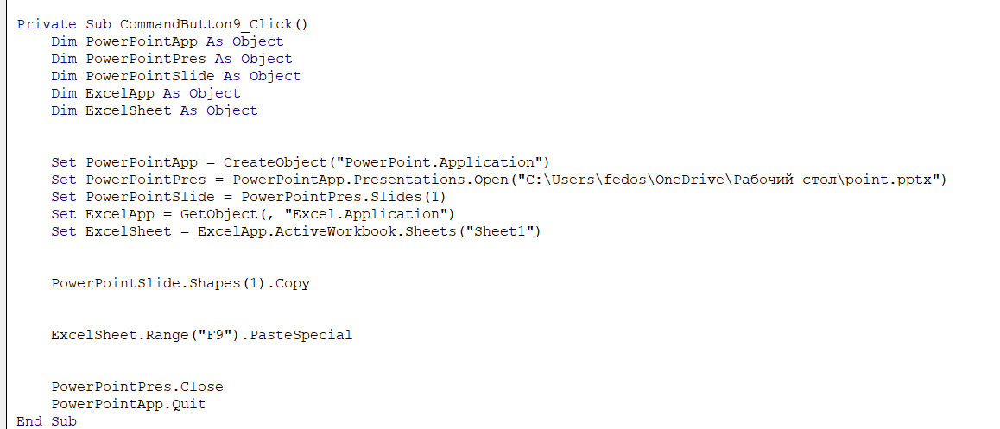 Private Sub CommandButton9_Click()
    Dim PowerPointApp As Object
    Dim PowerPointPres As Object
    Dim PowerPointSlide As Object
    Dim ExcelApp As Object
    Dim ExcelSheet As Object
    Set PowerPointApp = CreateObject("PowerPoint.Application")
    Set PowerPointPres = PowerPointApp.Presentations.Open("C:\Users\fedos\OneDrive\Рабочий стол\point.pptx")
    Set PowerPointSlide = PowerPointPres.Slides(1)
    Set ExcelApp = GetObject(, "Excel.Application")
    Set ExcelSheet = ExcelApp.ActiveWorkbook.Sheets("Sheet1")
    PowerPointSlide.Shapes(1).Copy
    ExcelSheet.Range("F9").PasteSpecial
    PowerPointPres.Close
    PowerPointApp.Quit
End Sub